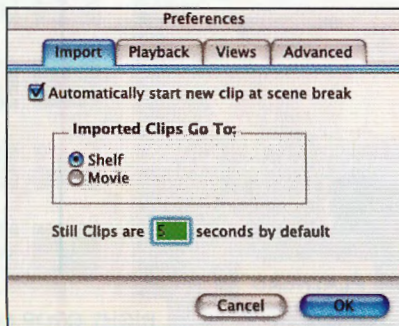 Preferences
Import Playback Views Advanced
Automatically start new clip at scene break
Imported Clips Go To:
Shelf
Movie
Still Clips are 5 seconds by default
Cancel OK